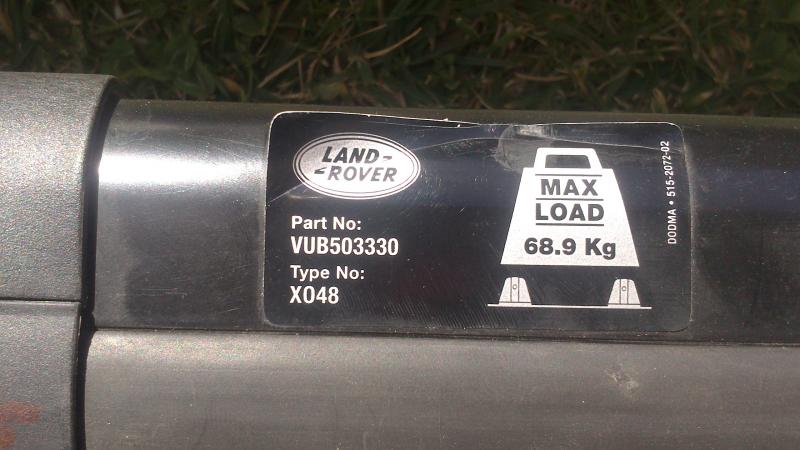 LAND-
-ROVER
Part No:
VUB503330
Type No:
X048
MAX
LOAD
68.9 Kg
DODMA • 515-2072-02